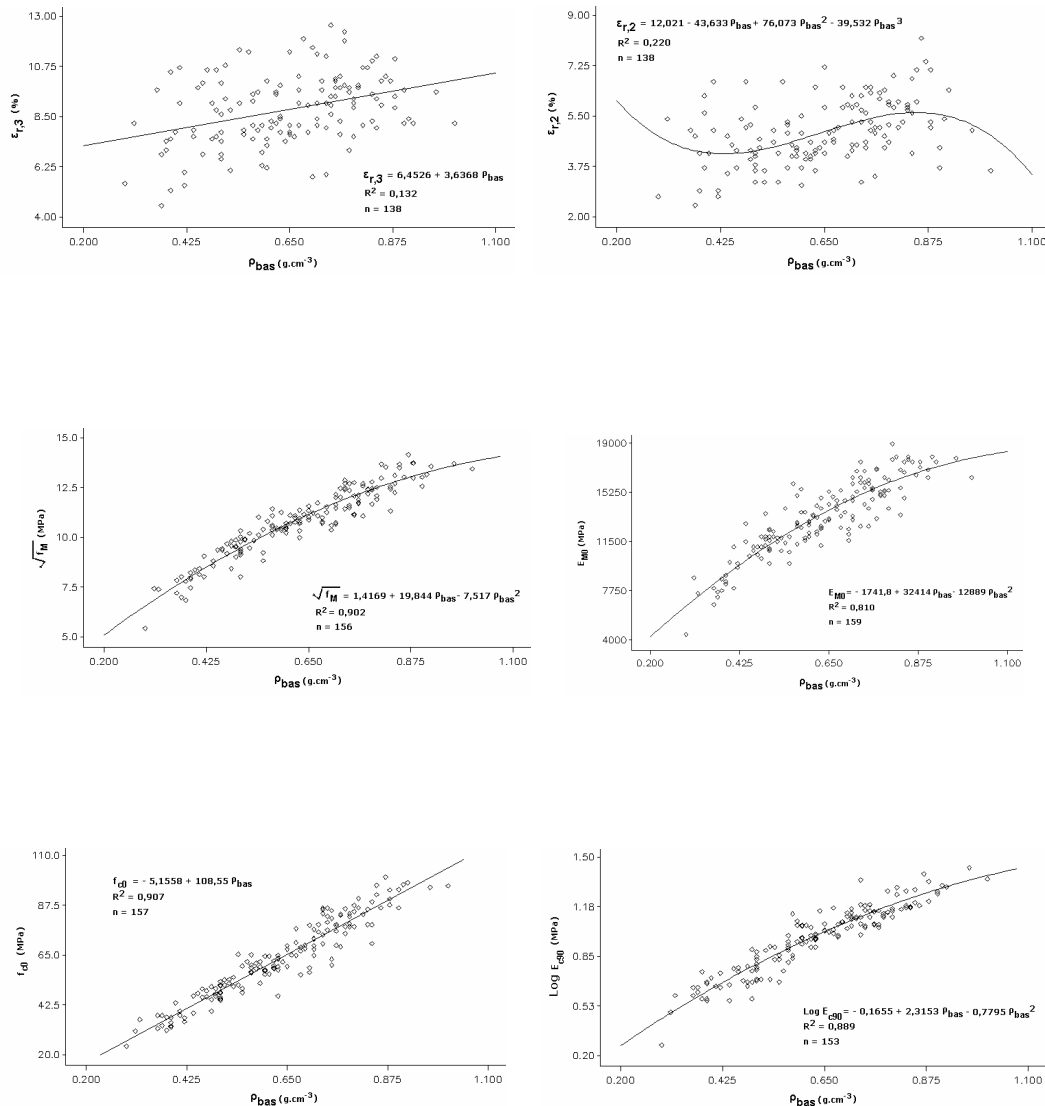 13.00
10.75
8.50
6.25
4.00
εr,3 (%)
εr,3 = 6,4526 + 3,6368 ρbas
R² = 0,132
n = 138
0.200 0.425 0.650 0.875 1.100
ρbas (g.cm⁻³)
9.00
7.25
5.50
3.75
2.00
εr,2 (%)
εr,2 = 12,021 - 43,633 ρbas + 76,073 ρbas² - 39,532 ρbas³
R² = 0,220
n = 138
0.200 0.425 0.650 0.875 1.100
ρbas (g.cm⁻³)
15.0
12.5
10.0
7.5
5.0
√fM (MPa)
√fM = 1,4169 + 19,844 ρbas - 7,517 ρbas²
R² = 0,902
n = 156
0.200 0.425 0.650 0.875 1.100
ρbas (g.cm⁻³)
19000
15250
11500
7750
4000
EM0 (MPa)
EM0 = - 1741,8 + 32414 ρbas - 12889 ρbas²
R² = 0,810
n = 159
0.200 0.425 0.650 0.875 1.100
ρbas (g.cm⁻³)
110.0
87.5
65.0
42.5
20.0
fc0 (MPa)
fc0 = - 5,1558 + 108,55 ρbas
R² = 0,907
n = 157
0.200 0.425 0.650 0.875 1.100
ρbas (g.cm⁻³)
1.50
1.18
0.85
0.53
0.20
Log Ec90 (MPa)
Log Ec90 = - 0,1655 + 2,3153 ρbas - 0,7795 ρbas²
R² = 0,889
n = 153
0.200 0.425 0.650 0.875 1.100
ρbas (g.cm⁻³)